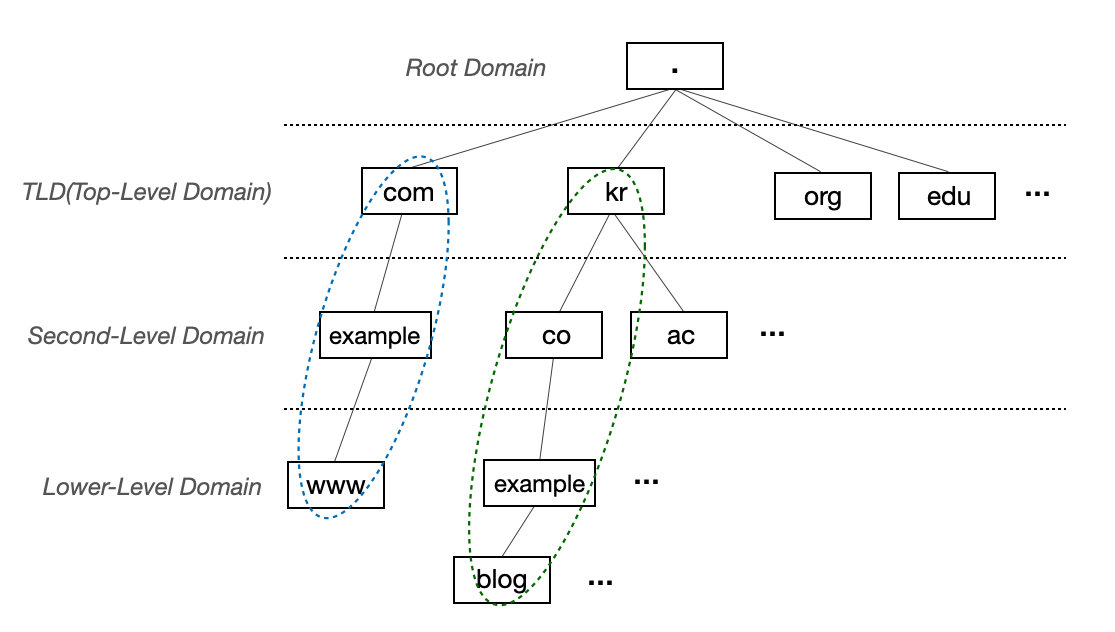 Root Domain
.
TLD(Top-Level Domain)
com
kr
org
edu
...
Second-Level Domain
example
co
ac
...
Lower-Level Domain
www
example
...
blog
...